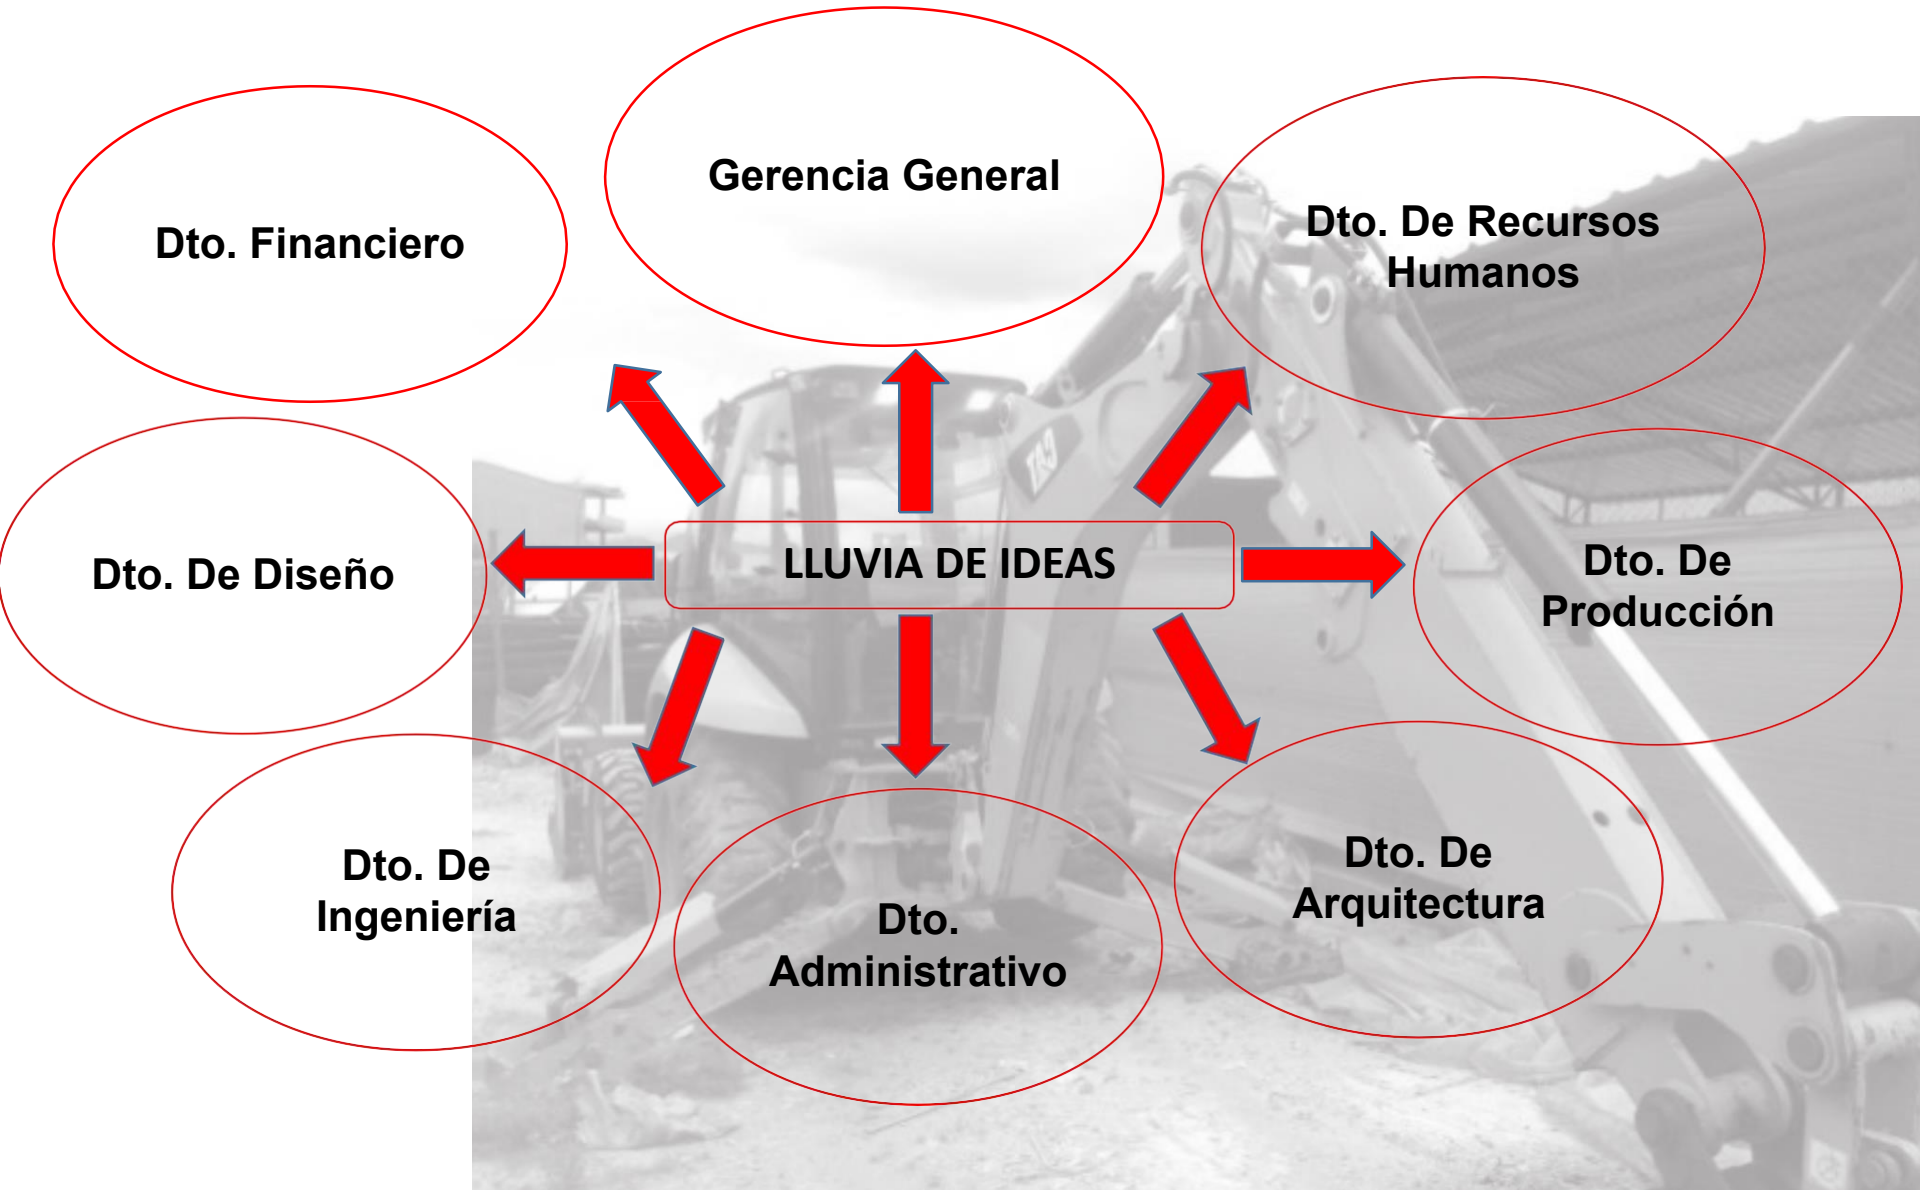 Gerencia General
Dto. Financiero
Dto. De Recursos
Humanos
Dto. De Diseño
LLUVIA DE IDEAS
Dto. De
Producción
Dto. De
Ingeniería
Dto.
Administrativo
Dto. De
Arquitectura